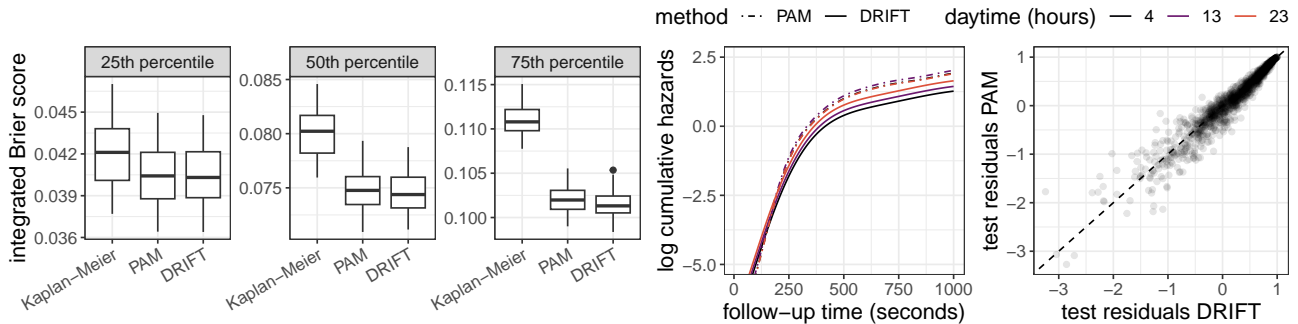 method PAM DRIFT daytime (hours) 4 13 23
integrated Brier score
25th percentile
0.045
0.042
0.039
0.036
Kaplan−Meier
PAM
DRIFT
50th percentile
0.085
0.080
0.075
Kaplan−Meier
PAM
DRIFT
75th percentile
0.115
0.110
0.105
0.100
Kaplan−Meier
PAM
DRIFT
log cumulative hazards
2.5
0.0
−2.5
−5.0
0 250 500 750 1000
follow−up time (seconds)
test residuals PAM
1
0
−1
−2
−3
−3 −2 −1 0 1
test residuals DRIFT